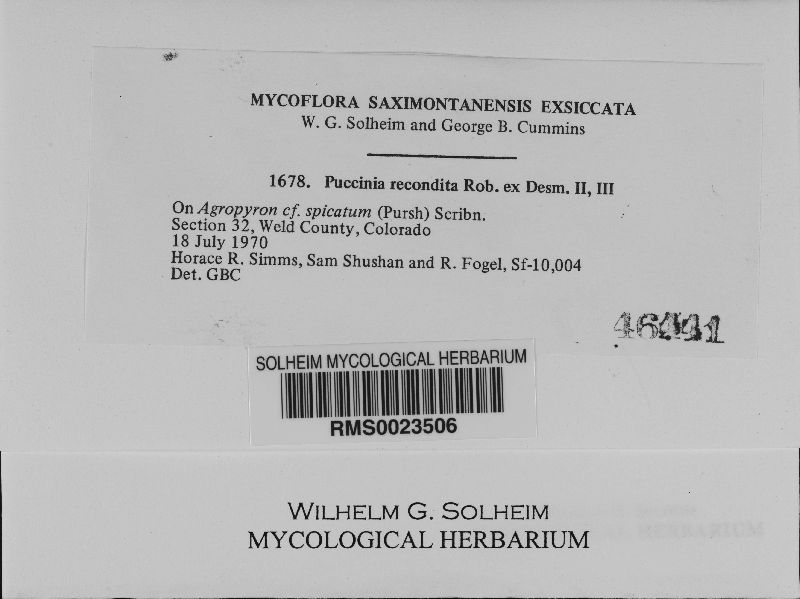 MYCOFLORA SAXIMONTANENSIS EXSICCATA
W. G. Solheim and George B. Cummins
1678. Puccinia recondita Rob. ex Desm. II, III
On Agropyron cf. spicatum (Pursh) Scribn.
Section 32, Weld County, Colorado
18 July 1970
Horace R. Simms, Sam Shushan and R. Fogel, Sf-10,004
Det. GBC
SOLHEIM MYCOLOGICAL HERBARIUM
RMS0023506
WILHELM G. SOLHEIM
MYCOLOGICAL HERBARIUM